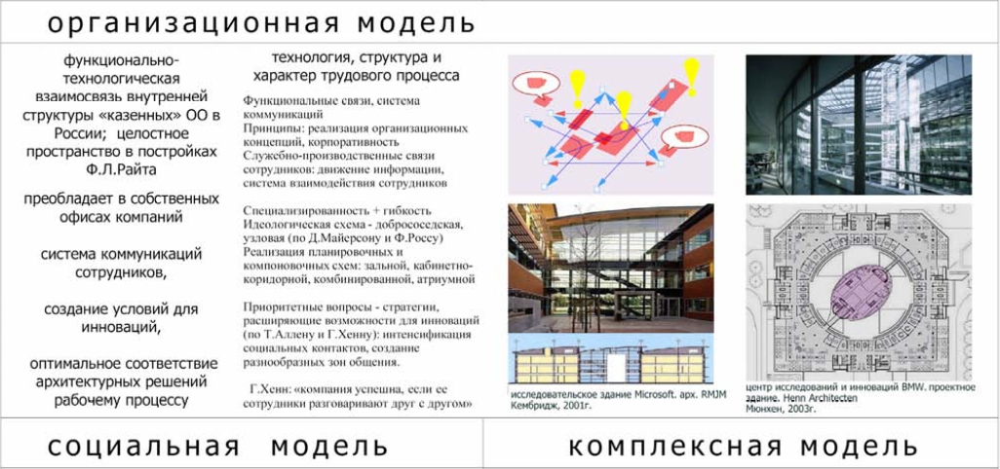 организационная модель
функционально-
технологическая
взаимосвязь внутренней
структуры «казенных» ОО в
России; целостное
пространство в постройках
Ф.Л.Райта
преобладает в собственных
офисах компаний
система коммуникаций
сотрудников,
создание условий для
инноваций,
оптимальное соответствие
архитектурных решений
рабочему процессу
технология, структура и
характер трудового процесса
Функциональные связи, система
коммуникаций
Принципы: реализация организационных
концепций, корпоративность
Служебно-производственные связи
сотрудников: движение информации,
система взаимодействия сотрудников
Специализированность + гибкость
Идеологическая схема - добрососедская,
узловая (по Д.Майерсону и Ф.Россу)
Реализация планировочных и
компоновочных схем: зальной, кабинетно-
коридорной, комбинированной, атриумной
Приоритетные вопросы - стратегии,
расширяющие возможности для инноваций
(по Т.Аллену и Г.Хенну): интенсификация
социальных контактов, создание
разнообразных зон общения.
Г.Хенн: «компания успешна, если ее
сотрудники разговаривают друг с другом»
исследовательское здание Microsoft. арх. RMJM
Кембридж, 2001г.
центр исследований и инноваций BMW. проектное
здание. Henn Architecten
Мюнхен, 2003г.
социальная модель
комплексная модель